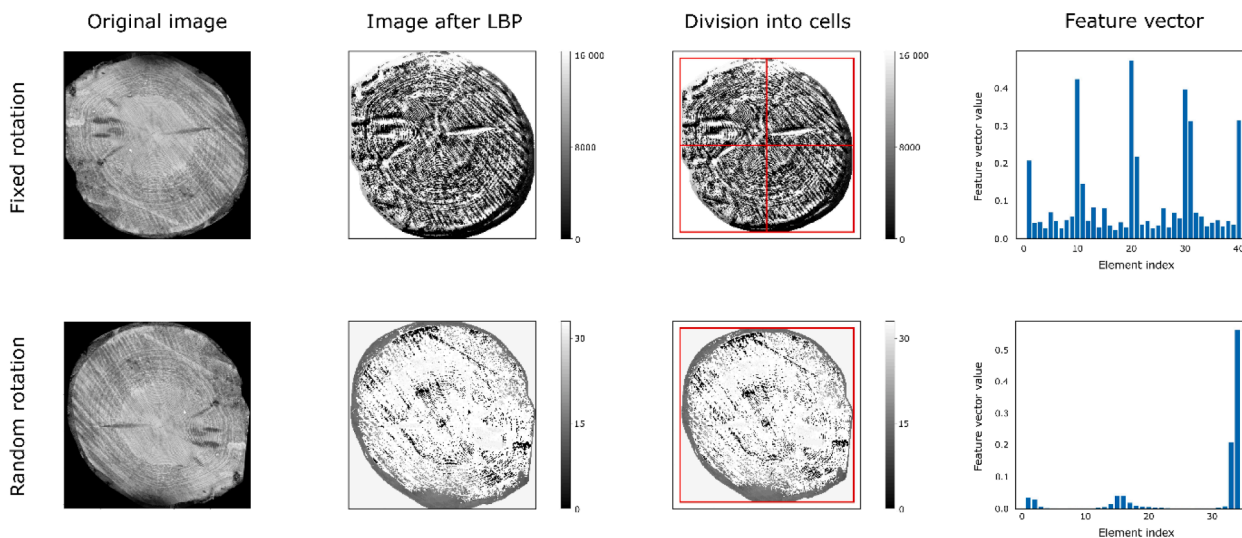 Original image
Image after LBP
Division into cells
Feature vector
Fixed rotation
16 000
8000
0
16 000
8000
0
Feature vector value
0.4
0.3
0.2
0.1
0.0
0 10 20 30 40
Element index
Random rotation
30
15
0
30
15
0
Feature vector value
0.5
0.4
0.3
0.2
0.1
0.0
0 10 20 30
Element index